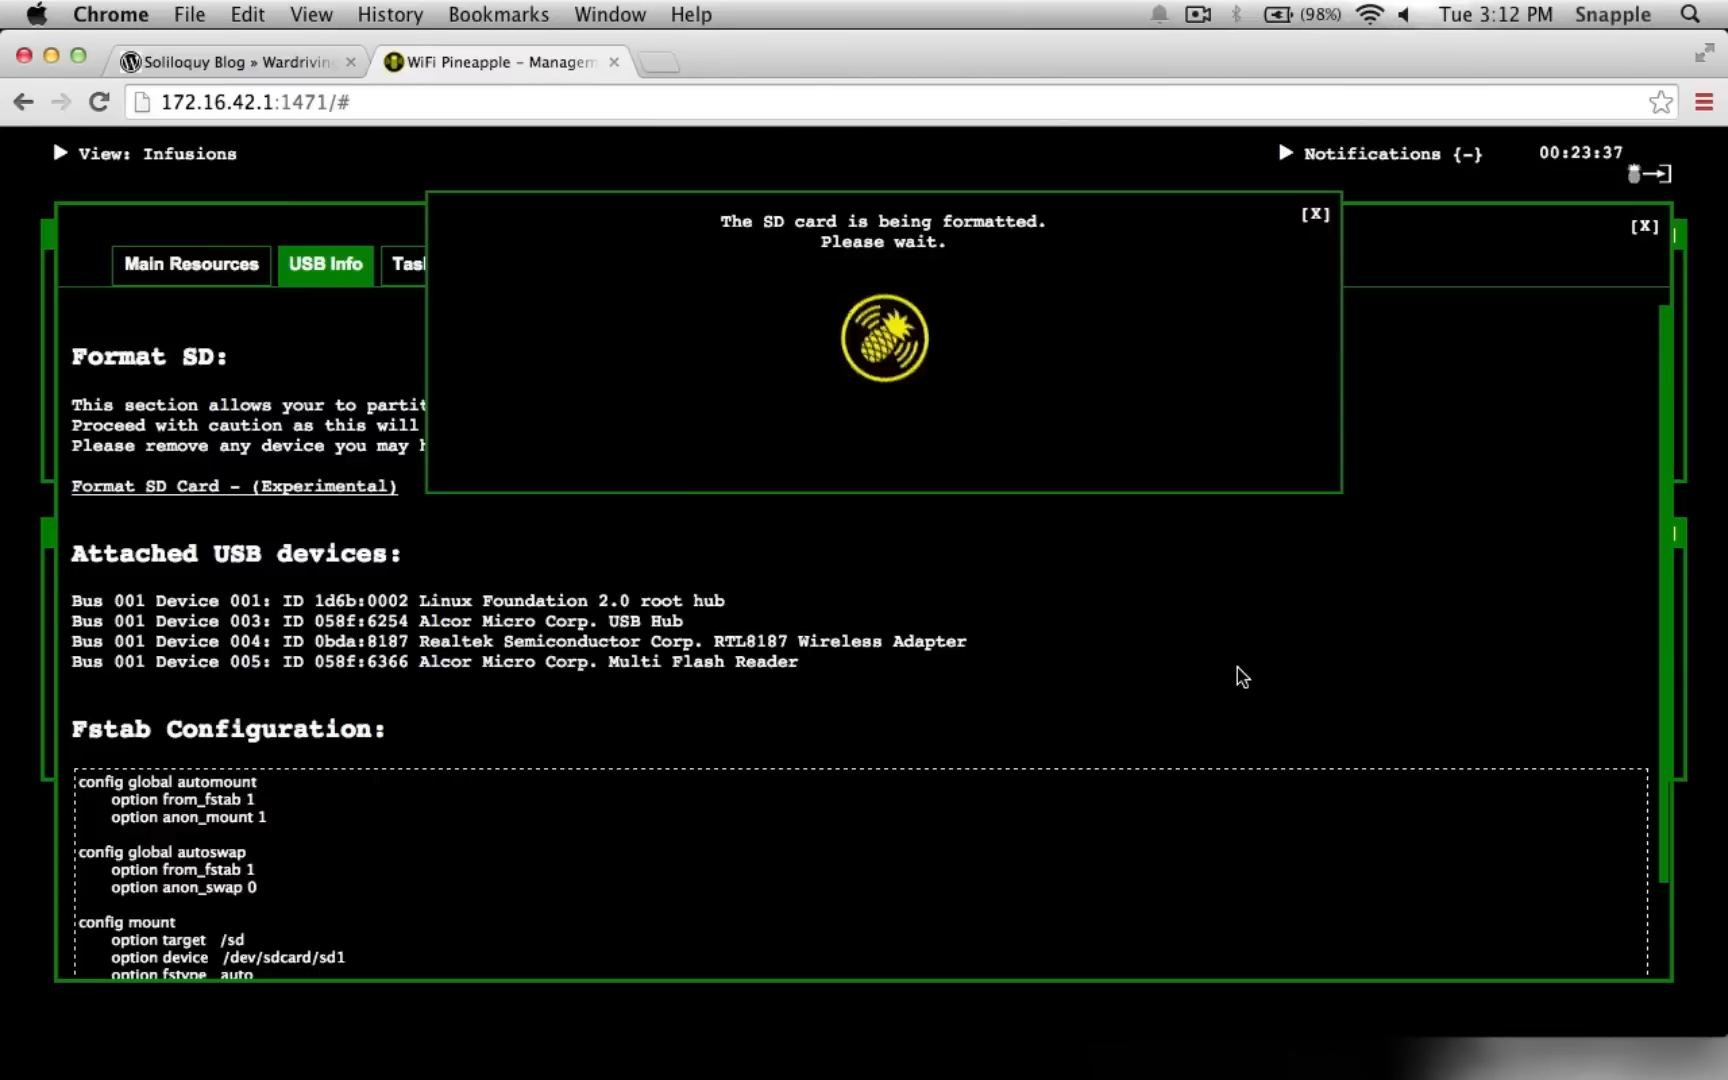 Chrome File Edit View History Bookmarks Window Help (98%) Tue 3:12 PM Snapple
Soliloquy Blog » Wardrivin
WiFi Pineapple – Managem
172.16.42.1:1471/#
View: Infusions
Notifications {-}
00:23:37
The SD card is being formatted.
Please wait.
[X]
[X]
Main Resources
USB Info
Tas
Format SD:
This section allows your to partit
Proceed with caution as this will
Please remove any device you may h
Format SD Card - (Experimental)
Attached USB devices:
Bus 001 Device 001: ID 1d6b:0002 Linux Foundation 2.0 root hub
Bus 001 Device 003: ID 058f:6254 Alcor Micro Corp. USB Hub
Bus 001 Device 004: ID 0bda:8187 Realtek Semiconductor Corp. RTL8187 Wireless Adapter
Bus 001 Device 005: ID 058f:6366 Alcor Micro Corp. Multi Flash Reader
Fstab Configuration:
config global automount
option from_fstab 1
option anon_mount 1
config global autoswap
option from_fstab 1
option anon_swap 0
config mount
option target /sd
option device /dev/sdcard/sd1
option fstype auto